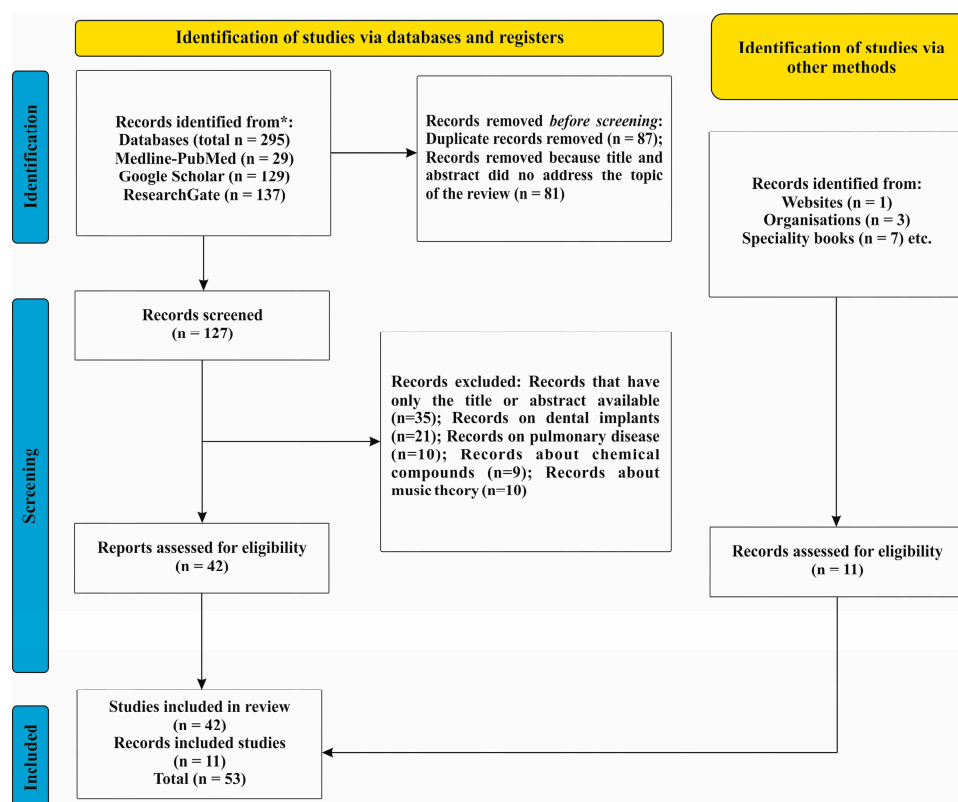 Identification of studies via databases and registers
Identification of studies via
other methods
Identification
Records identified from*:
Databases (total n = 295)
Medline-PubMed (n = 29)
Google Scholar (n = 129)
ResearchGate (n = 137)
Records removed before screening:
Duplicate records removed (n = 87);
Records removed because title and
abstract did no address the topic
of the review (n = 81)
Records identified from:
Websites (n = 1)
Organisations (n = 3)
Speciality books (n = 7) etc.
Screening
Records screened
(n = 127)
Records excluded: Records that have
only the title or abstract available
(n=35); Records on dental implants
(n=21); Records on pulmonary disease
(n=10); Records about chemical
compounds (n=9); Records about
music theory (n=10)
Reports assessed for eligibility
(n = 42)
Records assessed for eligibility
(n = 11)
Included
Studies included in review
(n = 42)
Records included studies
(n = 11)
Total (n = 53)